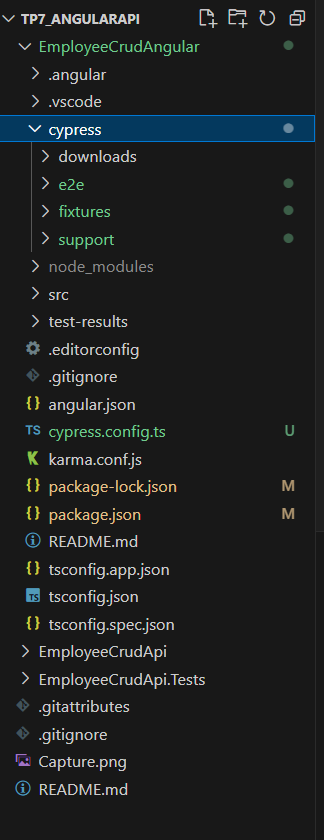 TP7_ANGULARAPI
EmployeeCrudAngular
.angular
.vscode
cypress
downloads
e2e
fixtures
support
node_modules
src
test-results
.editorconfig
.gitignore
{} angular.json
TS cypress.config.ts U
karma.conf.js
{} package-lock.json M
{} package.json M
README.md
{} tsconfig.app.json
TS tsconfig.json
{} tsconfig.spec.json
EmployeeCrudApi
EmployeeCrudApi.Tests
.gitattributes
.gitignore
Capture.png
README.md